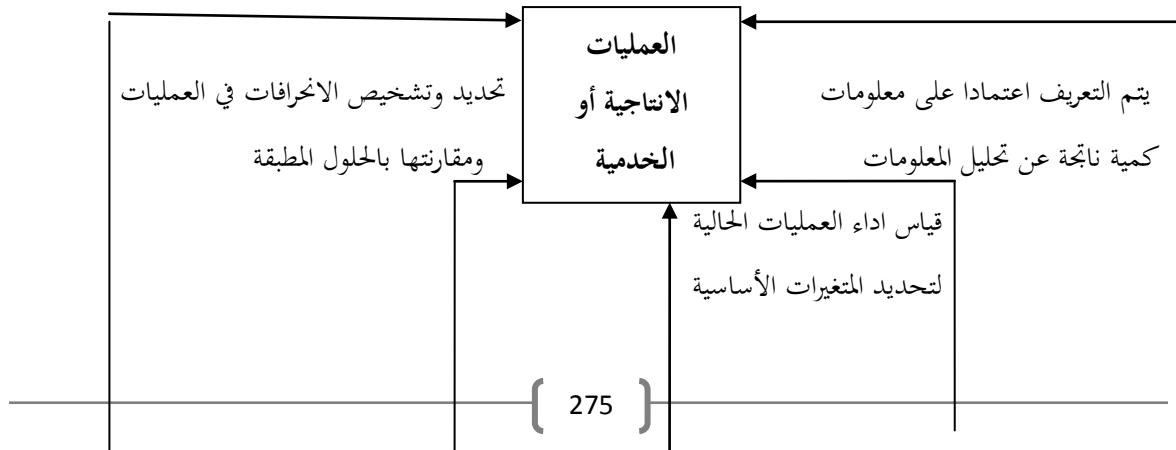 العمليات
الانتاجية أو
الخدمية
يتم التعريف اعتمادا على معلومات
كمية ناتجة عن تحليل المعلومات
تحديد وتشخيص الانحرافات في العمليات
ومقارنتها بالحلول المطبقة
قياس اداء العمليات الحالية
لتحديد المتغيرات الأساسية
275